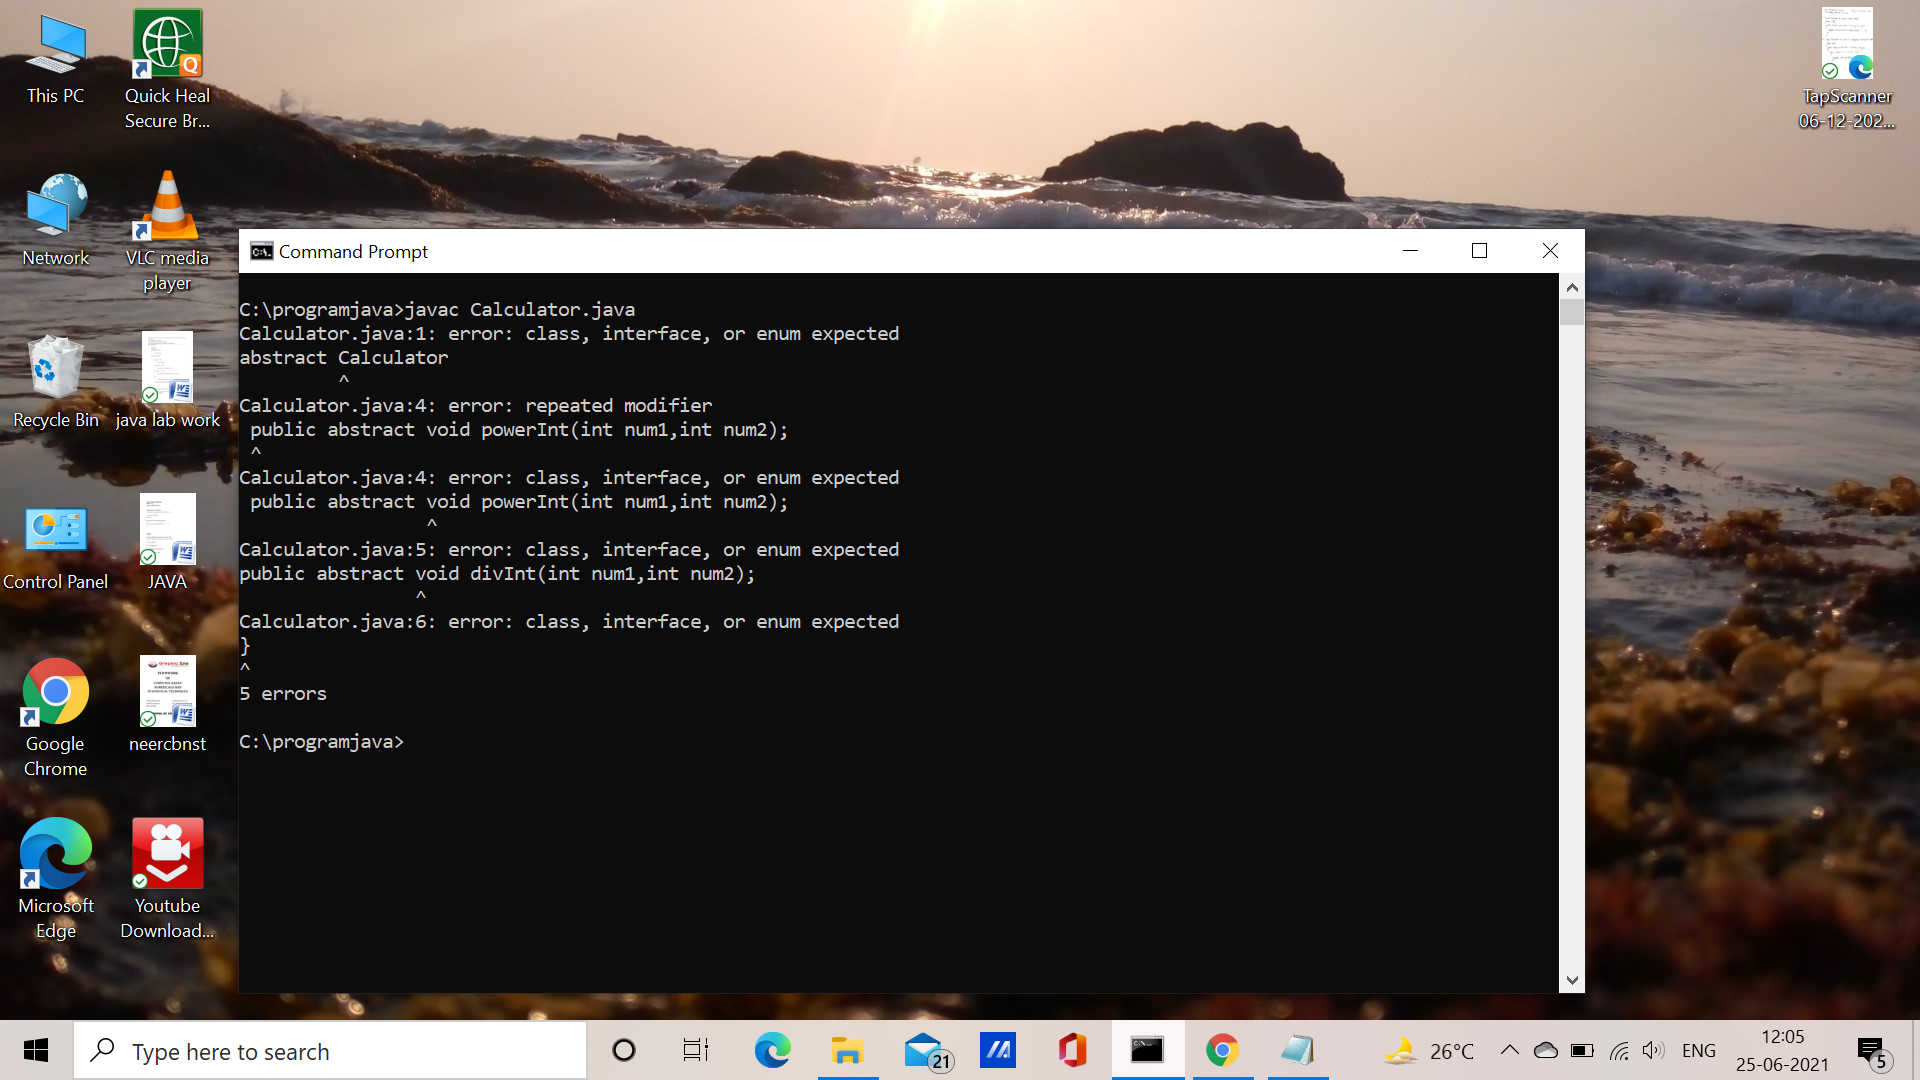 This PC
Quick Heal
Secure Br...
Network
VLC media
player
Recycle Bin
java lab work
Control Panel
JAVA
Google
Chrome
neercbnst
Microsoft
Edge
Youtube
Download...
TapScanner
06-12-202...
Command Prompt
C:\programjava>javac Calculator.java
Calculator.java:1: error: class, interface, or enum expected
abstract Calculator
         ^
Calculator.java:4: error: repeated modifier
 public abstract void powerInt(int num1,int num2);
 ^
Calculator.java:4: error: class, interface, or enum expected
 public abstract void powerInt(int num1,int num2);
                 ^
Calculator.java:5: error: class, interface, or enum expected
public abstract void divInt(int num1,int num2);
                ^
Calculator.java:6: error: class, interface, or enum expected
}
^
5 errors
C:\programjava>
Type here to search
21
26°C
ENG
12:05
25-06-2021
5